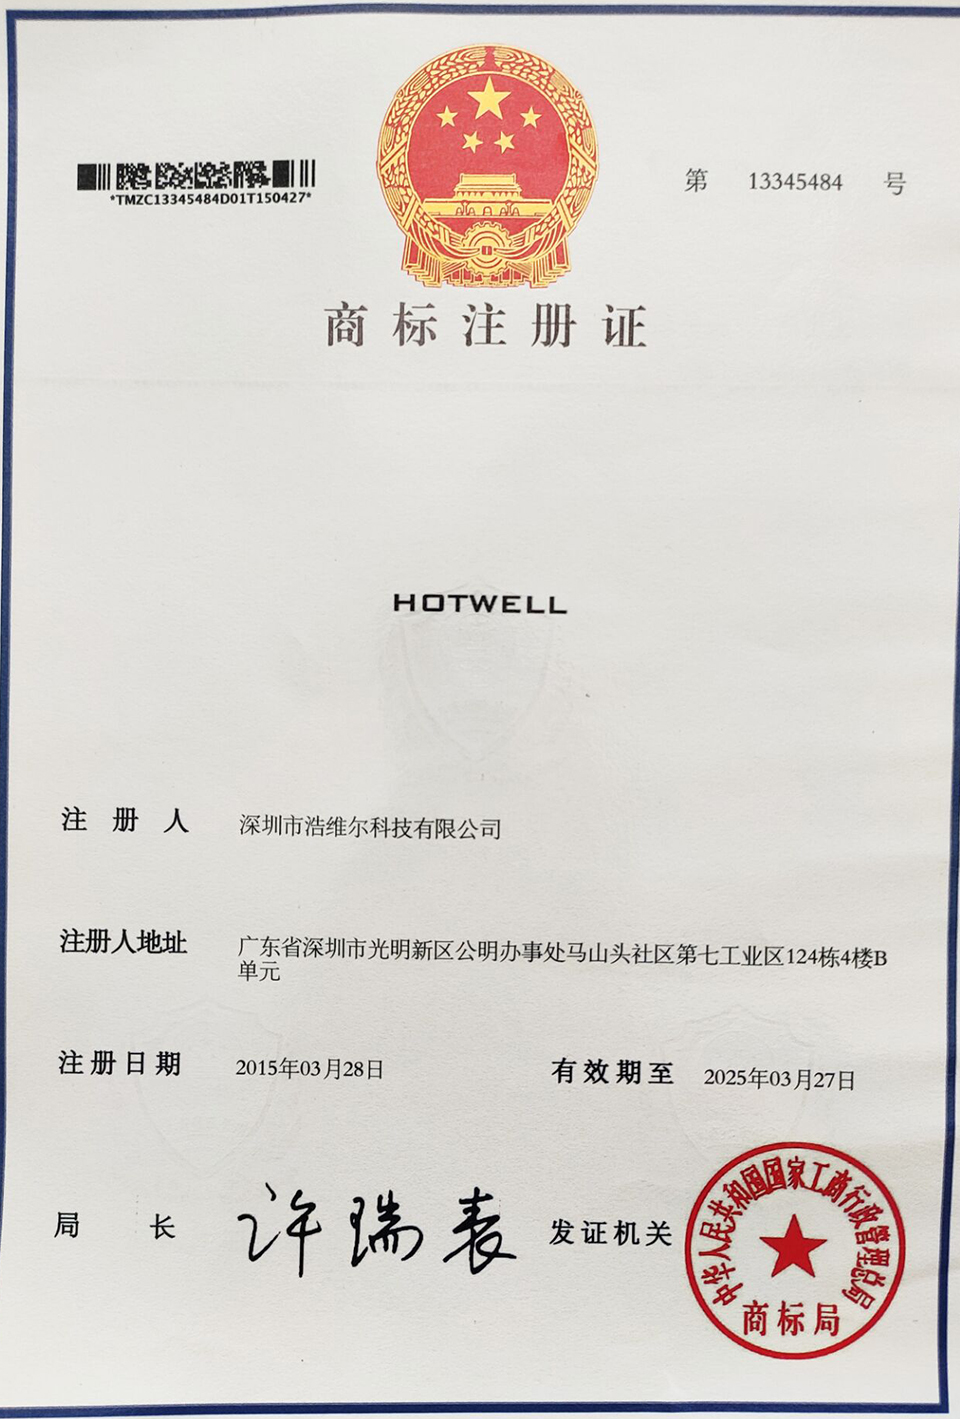 *TMZC13345484D01T150427*
第 13345484 号
商标注册证
HOTWELL
注册人 深圳市浩维尔科技有限公司
注册人地址 广东省深圳市光明新区公明办事处马山头社区第七工业区124栋4楼B
单元
注册日期 2015年03月28日 有效期至 2025年03月27日
局长 许瑞表 发证机关
中华人民共和国国家工商行政管理总局
商标局